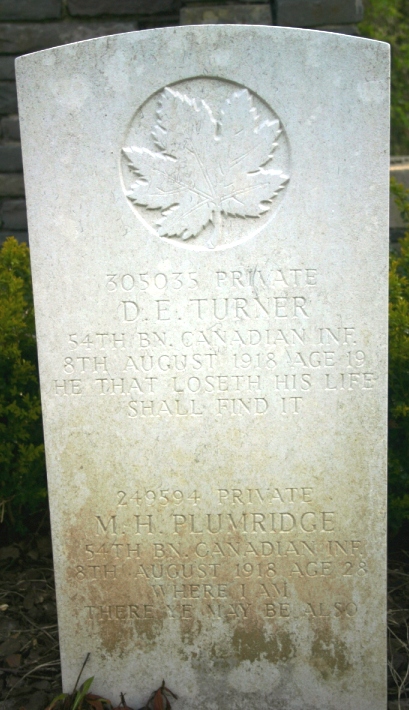 305035 PRIVATE
D. E. TURNER
54TH BN. CANADIAN INF.
8TH AUGUST 1918 AGE 19
HE THAT LOSETH HIS LIFE
SHALL FIND IT
249594 PRIVATE
M. H. PLUMRIDGE
54TH BN. CANADIAN INF.
8TH AUGUST 1918 AGE 28
WHERE I AM
THERE YE MAY BE ALSO